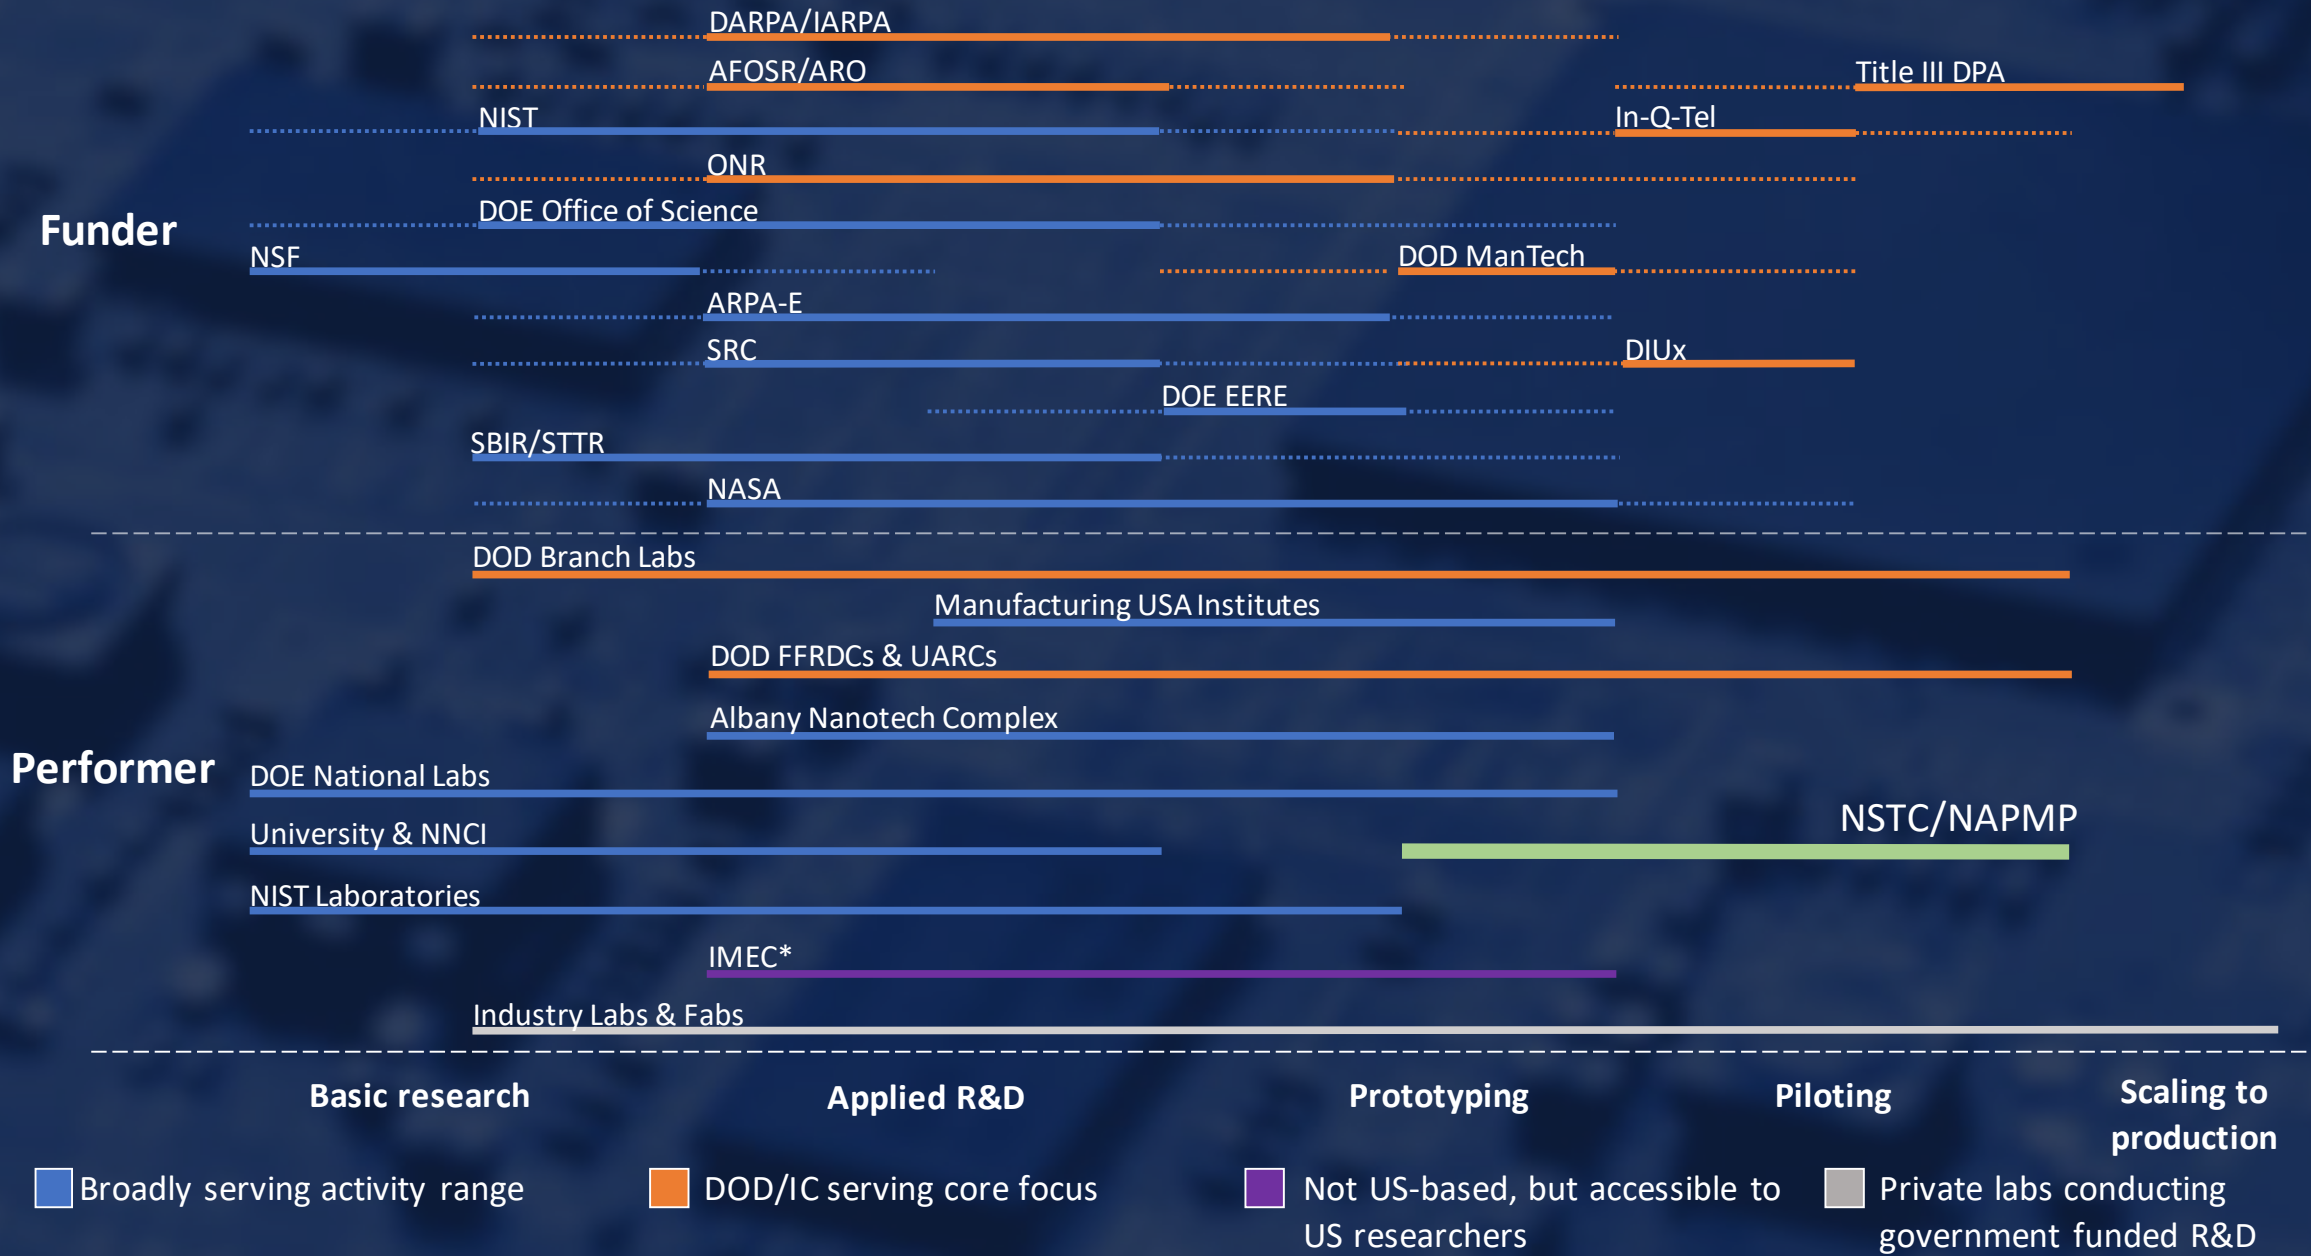 DARPA/IARPA
AFOSR/ARO
Title III DPA
NIST
In-Q-Tel
ONR
DOE Office of Science
Funder
NSF
DOD ManTech
ARPA-E
SRC
DIUx
DOE EERE
SBIR/STTR
NASA
DOD Branch Labs
Manufacturing USA Institutes
DOD FFRDCs & UARCs
Albany Nanotech Complex
Performer
DOE National Labs
NSTC/NAPMP
University & NNCI
NIST Laboratories
IMEC*
Industry Labs & Fabs
Basic research
Applied R&D
Prototyping
Piloting
Scaling to
production
Broadly serving activity range
DOD/IC serving core focus
Not US-based, but accessible to
US researchers
Private labs conducting
government funded R&D